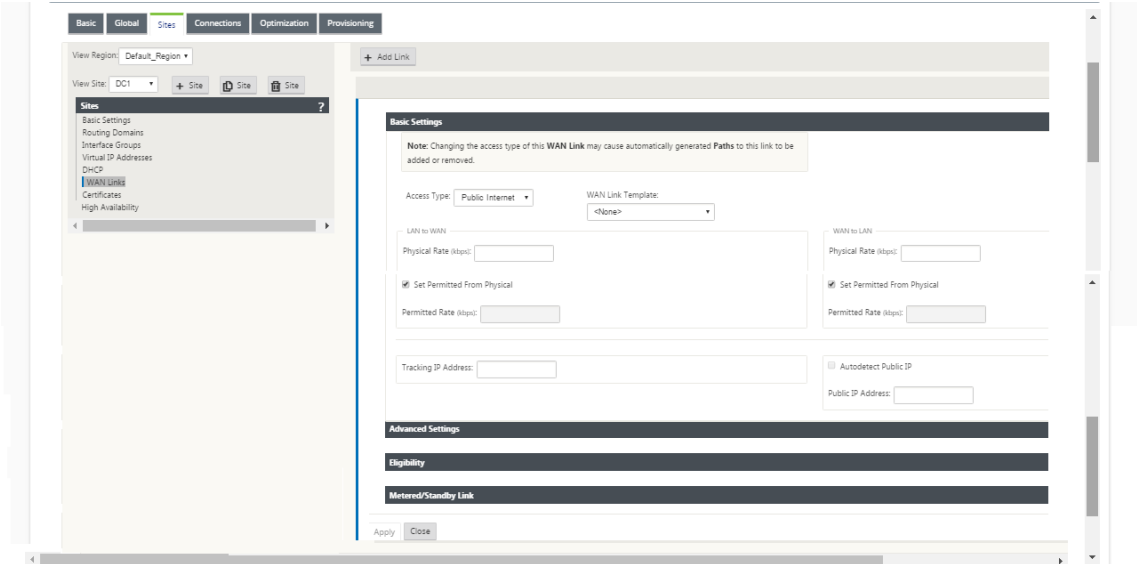 Basic Global Sites Connections Optimization Provisioning
View Region: Default_Region
+ Add Link
View Site: DC1 + Site Site Site
Sites ?
Basic Settings
Routing Domains
Interface Groups
Virtual IP Addresses
DHCP
WAN Links
Certificates
High Availability
Basic Settings
Note: Changing the access type of this WAN Link may cause automatically generated Paths to this link to be
added or removed.
Access Type: Public Internet
WAN Link Template:
<None>
LAN to WAN
Physical Rate (kbps):
Set Permitted From Physical
Permitted Rate (kbps):
WAN to LAN
Physical Rate (kbps):
Set Permitted From Physical
Permitted Rate (kbps):
Tracking IP Address:
Autodetect Public IP
Public IP Address:
Advanced Settings
Eligibility
Metered/Standby Link
Apply Close